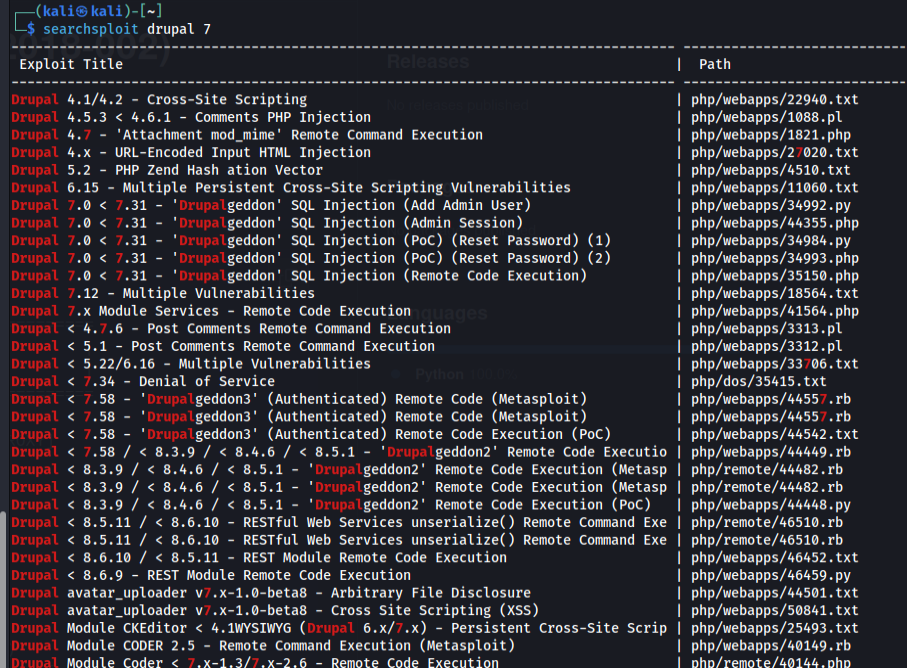 (kali㉿kali)-[~]
$ searchsploit drupal 7
Exploit Title | Path
Drupal 4.1/4.2 - Cross-Site Scripting | php/webapps/22940.txt
Drupal 4.5.3 < 4.6.1 - Comments PHP Injection | php/webapps/1088.pl
Drupal 4.7 - 'Attachment mod_mime' Remote Command Execution | php/webapps/1821.php
Drupal 4.x - URL-Encoded Input HTML Injection | php/webapps/27020.txt
Drupal 5.2 - PHP Zend Hash ation Vector | php/webapps/4510.txt
Drupal 6.15 - Multiple Persistent Cross-Site Scripting Vulnerabilities | php/webapps/11060.txt
Drupal 7.0 < 7.31 - 'Drupalgeddon' SQL Injection (Add Admin User) | php/webapps/34992.py
Drupal 7.0 < 7.31 - 'Drupalgeddon' SQL Injection (Admin Session) | php/webapps/44355.php
Drupal 7.0 < 7.31 - 'Drupalgeddon' SQL Injection (PoC) (Reset Password) (1) | php/webapps/34984.py
Drupal 7.0 < 7.31 - 'Drupalgeddon' SQL Injection (PoC) (Reset Password) (2) | php/webapps/34993.php
Drupal 7.0 < 7.31 - 'Drupalgeddon' SQL Injection (Remote Code Execution) | php/webapps/35150.php
Drupal 7.12 - Multiple Vulnerabilities | php/webapps/18564.txt
Drupal 7.x Module Services - Remote Code Execution | php/webapps/41564.php
Drupal < 4.7.6 - Post Comments Remote Command Execution | php/webapps/3313.pl
Drupal < 5.1 - Post Comments Remote Command Execution | php/webapps/3312.pl
Drupal < 5.22/6.16 - Multiple Vulnerabilities | php/webapps/33706.txt
Drupal < 7.34 - Denial of Service | php/dos/35415.txt
Drupal < 7.58 - 'Drupalgeddon3' (Authenticated) Remote Code (Metasploit) | php/webapps/44557.rb
Drupal < 7.58 - 'Drupalgeddon3' (Authenticated) Remote Code (Metasploit) | php/webapps/44557.rb
Drupal < 7.58 - 'Drupalgeddon3' (Authenticated) Remote Code Execution (PoC) | php/webapps/44542.txt
Drupal < 7.58 / < 8.3.9 / < 8.4.6 / < 8.5.1 - 'Drupalgeddon2' Remote Code Executio | php/webapps/44449.rb
Drupal < 8.3.9 / < 8.4.6 / < 8.5.1 - 'Drupalgeddon2' Remote Code Execution (Metasp | php/remote/44482.rb
Drupal < 8.3.9 / < 8.4.6 / < 8.5.1 - 'Drupalgeddon2' Remote Code Execution (Metasp | php/remote/44482.rb
Drupal < 8.3.9 / < 8.4.6 / < 8.5.1 - 'Drupalgeddon2' Remote Code Execution (PoC) | php/webapps/44448.py
Drupal < 8.5.11 / < 8.6.10 - RESTful Web Services unserialize() Remote Command Exe | php/remote/46510.rb
Drupal < 8.5.11 / < 8.6.10 - RESTful Web Services unserialize() Remote Command Exe | php/remote/46510.rb
Drupal < 8.6.10 / < 8.5.11 - REST Module Remote Code Execution | php/webapps/46452.txt
Drupal < 8.6.9 - REST Module Remote Code Execution | php/webapps/46459.py
Drupal avatar_uploader v7.x-1.0-beta8 - Arbitrary File Disclosure | php/webapps/44501.txt
Drupal avatar_uploader v7.x-1.0-beta8 - Cross Site Scripting (XSS) | php/webapps/50841.txt
Drupal Module CKEditor < 4.1WYSIWYG (Drupal 6.x/7.x) - Persistent Cross-Site Scrip | php/webapps/25493.txt
Drupal Module CODER 2.5 - Remote Command Execution (Metasploit) | php/webapps/40149.rb
Drupal Module Coder < 7.x-1.3/7.x-2.6 - Remote Code Execution | php/remote/40144.php